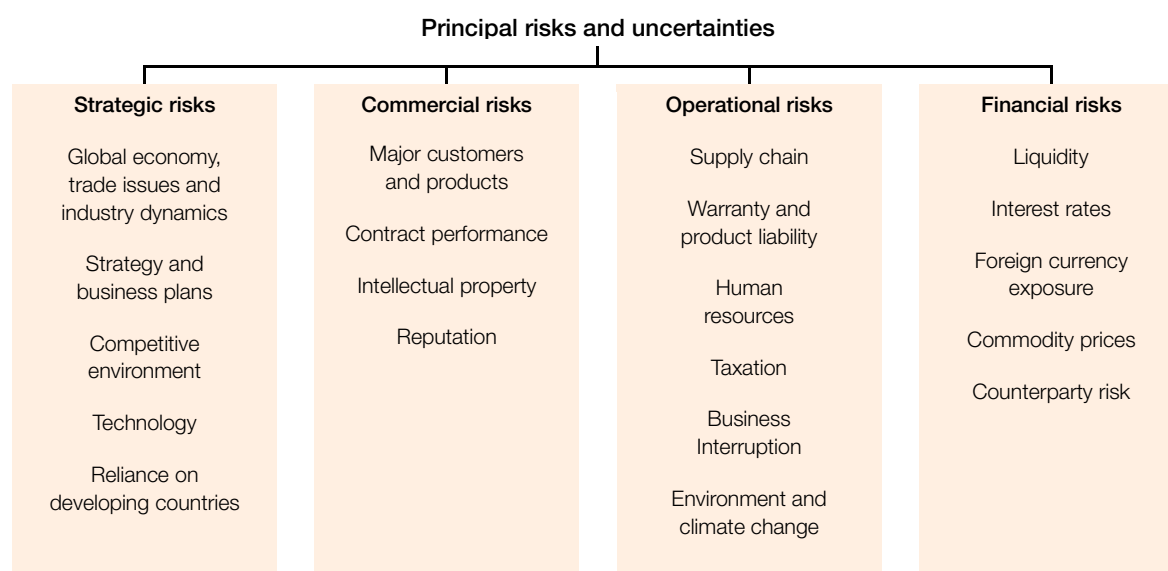 Principal risks and uncertainties
Strategic risks
Global economy,
trade issues and
industry dynamics
Strategy and
business plans
Competitive
environment
Technology
Reliance on
developing countries
Commercial risks
Major customers
and products
Contract performance
Intellectual property
Reputation
Operational risks
Supply chain
Warranty and
product liability
Human
resources
Taxation
Business
Interruption
Environment and
climate change
Financial risks
Liquidity
Interest rates
Foreign currency
exposure
Commodity prices
Counterparty risk